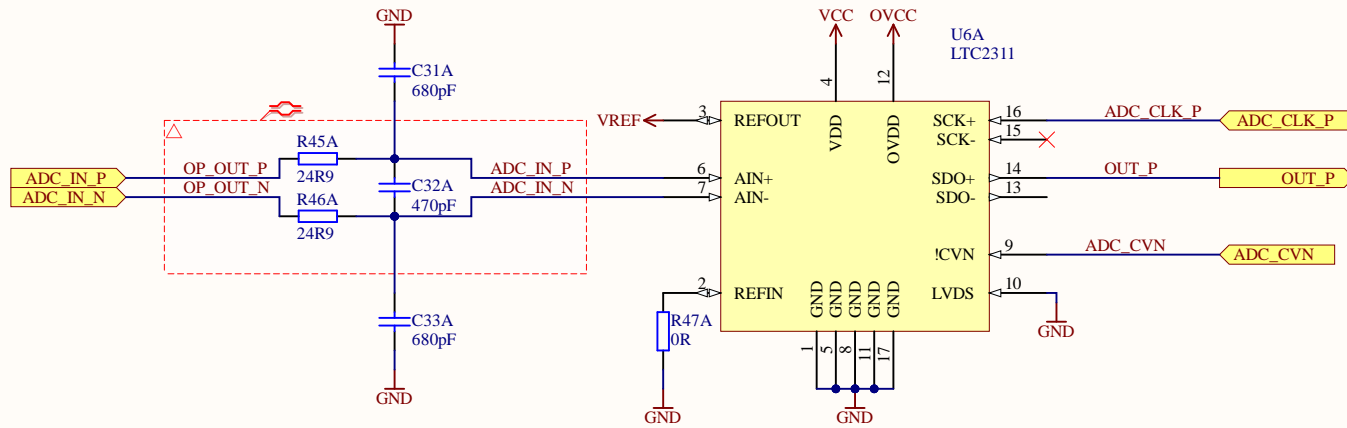 GND
VCC
OVCC
U6A
LTC2311
C31A
680pF
4
12
VREF
3
REFOUT
VDD
OVDD
SCK+
16
ADC_CLK_P
ADC_CLK_P
SCK-
15
R45A
24R9
ADC_IN_P
OP_OUT_P
ADC_IN_P
6
AIN+
SDO+
14
OUT_P
OUT_P
ADC_IN_N
OP_OUT_N
C32A
470pF
ADC_IN_N
7
AIN-
SDO-
13
R46A
24R9
!CVN
9
ADC_CVN
ADC_CVN
2
REFIN
GND
GND
GND
GND
GND
LVDS
10
GND
C33A
680pF
R47A
0R
1
5
8
11
17
GND
GND
GND